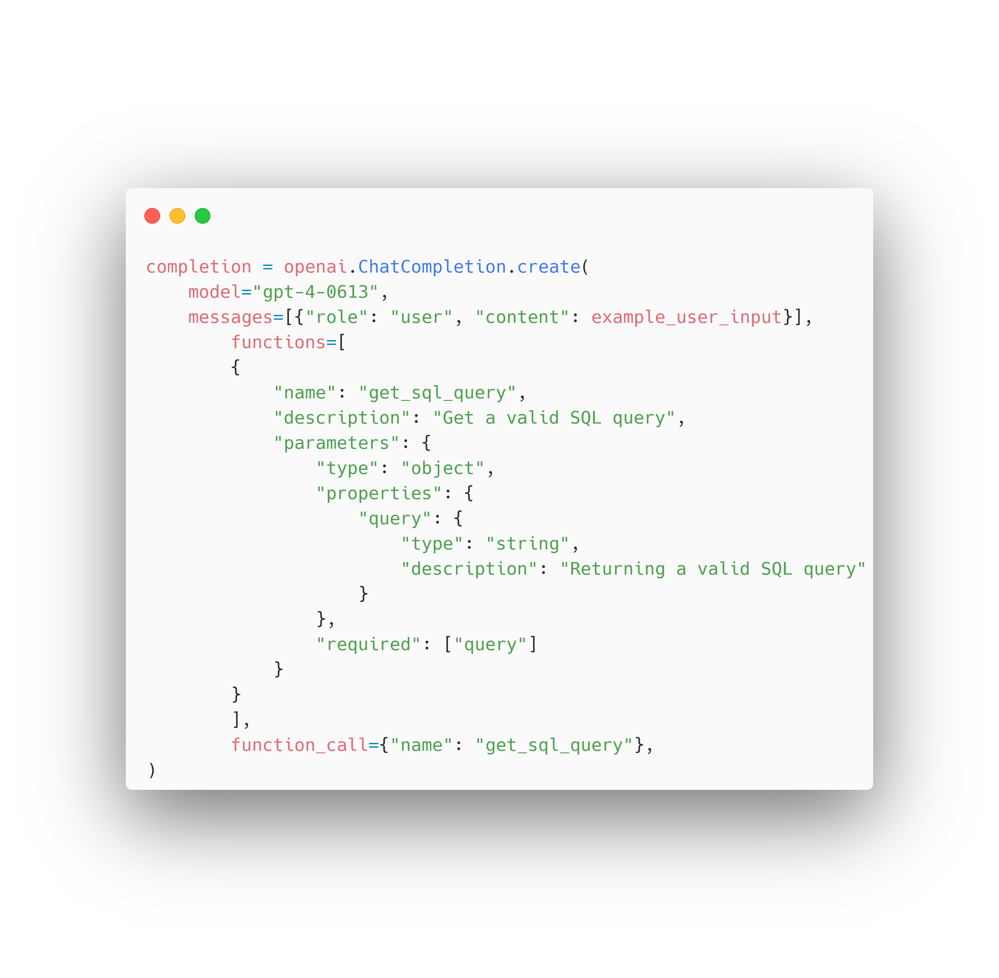 completion = openai.ChatCompletion.create(
    model="gpt-4-0613",
    messages=[{"role": "user", "content": example_user_input}],
        functions=[
        {
            "name": "get_sql_query",
            "description": "Get a valid SQL query",
            "parameters": {
                "type": "object",
                "properties": {
                    "query": {
                        "type": "string",
                        "description": "Returning a valid SQL query"
                    }
                },
                "required": ["query"]
            }
        }
        ],
        function_call={"name": "get_sql_query"},
)